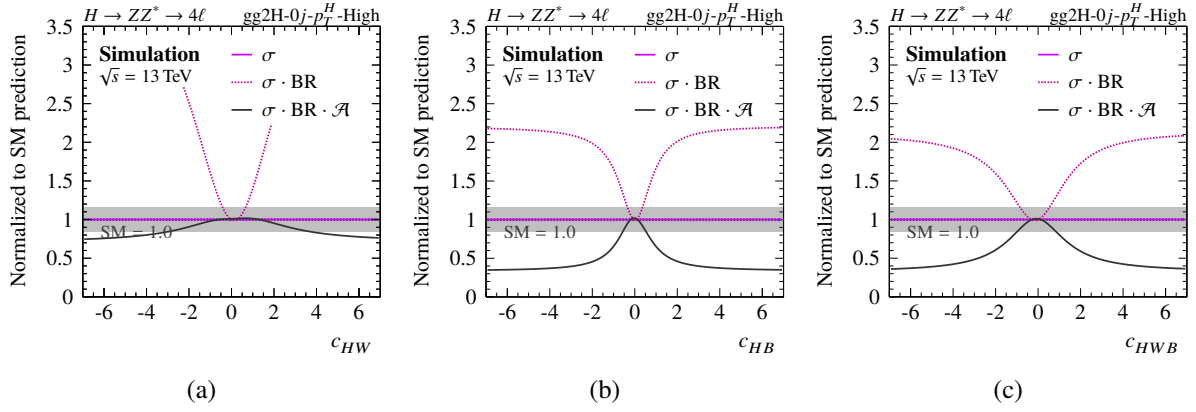 H → ZZ* → 4ℓ gg2H-0j-p_T^H-High
Normalized to SM prediction
3.5
3
2.5
2
1.5
1
0.5
0
Simulation
√s = 13 TeV
σ
σ · BR
σ · BR · 𝒜
SM = 1.0
-6 -4 -2 0 2 4 6
c_HW
(a)
H → ZZ* → 4ℓ gg2H-0j-p_T^H-High
Normalized to SM prediction
3.5
3
2.5
2
1.5
1
0.5
0
Simulation
√s = 13 TeV
σ
σ · BR
σ · BR · 𝒜
SM = 1.0
-6 -4 -2 0 2 4 6
c_HB
(b)
H → ZZ* → 4ℓ gg2H-0j-p_T^H-High
Normalized to SM prediction
3.5
3
2.5
2
1.5
1
0.5
0
Simulation
√s = 13 TeV
σ
σ · BR
σ · BR · 𝒜
SM = 1.0
-6 -4 -2 0 2 4 6
c_HWB
(c)